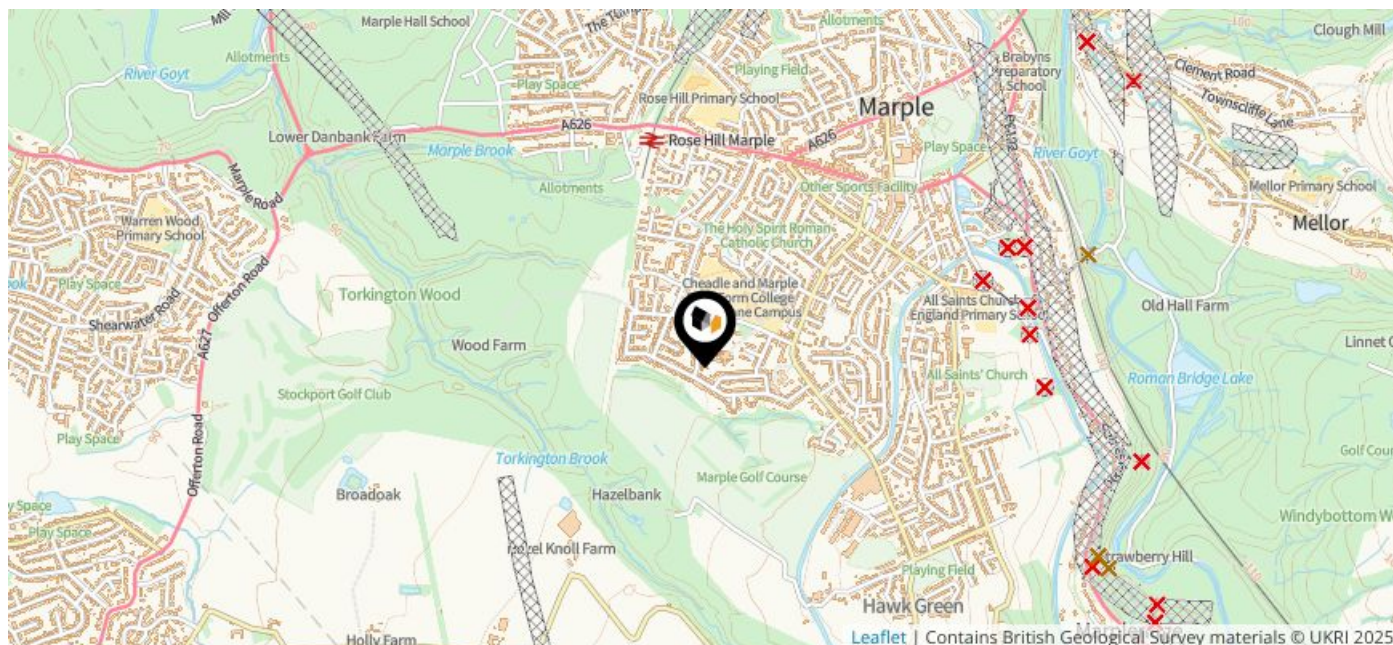 Marple Hall School
Allotments
Clough Mill
Playing Field
Brabyns
Preparatory
School
River Goyt
Allotments
Play Space
Rose Hill Primary School
Clement Road
Townscliffe Lane
Marple
A626
Lower Danbank Farm
Rose Hill Marple
A626
Marple Brook
Play Space
River Goyt
Marple Road
Allotments
Other Sports Facility
Mellor Primary School
Warren Wood
Primary School
The Holy Spirit Roman
Catholic Church
Mellor
Play Space
Offerton Road
Torkington Wood
Cheadle and Marple
College
Campus
Shearwater Road
All Saints Church
England Primary
Old Hall Farm
A627
Wood Farm
Linnet
Stockport Golf Club
All Saints' Church
Roman Bridge Lake
Play Space
Offerton Road
Torkington Brook
Marple Golf Course
Broadoak
Hazelbank
Windybottom
Play Space
Knoll Farm
Strawberry Hill
Playing Field
Hawk Green
Holly Farm
Leaflet | Contains British Geological Survey materials © UKRI 2025